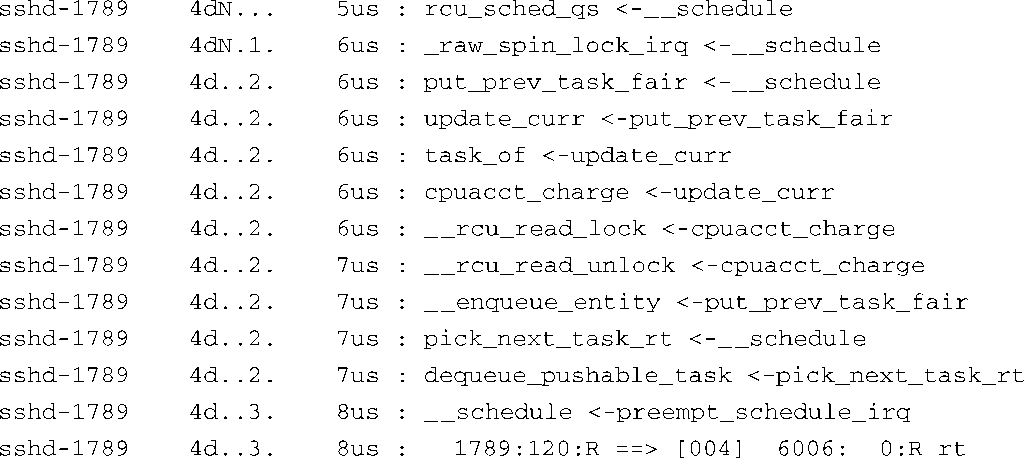 sshd-1789    4dN...    5us : rcu_sched_qs <-__schedule
sshd-1789    4dN.1.    6us : _raw_spin_lock_irq <-__schedule
sshd-1789    4d..2.    6us : put_prev_task_fair <-__schedule
sshd-1789    4d..2.    6us : update_curr <-put_prev_task_fair
sshd-1789    4d..2.    6us : task_of <-update_curr
sshd-1789    4d..2.    6us : cpuacct_charge <-update_curr
sshd-1789    4d..2.    6us : __rcu_read_lock <-cpuacct_charge
sshd-1789    4d..2.    7us : __rcu_read_unlock <-cpuacct_charge
sshd-1789    4d..2.    7us : __enqueue_entity <-put_prev_task_fair
sshd-1789    4d..2.    7us : pick_next_task_rt <-__schedule
sshd-1789    4d..2.    7us : dequeue_pushable_task <-pick_next_task_rt
sshd-1789    4d..3.    8us : __schedule <-preempt_schedule_irq
sshd-1789    4d..3.    8us :   1789:120:R ==> [004]  6006:  0:R rt